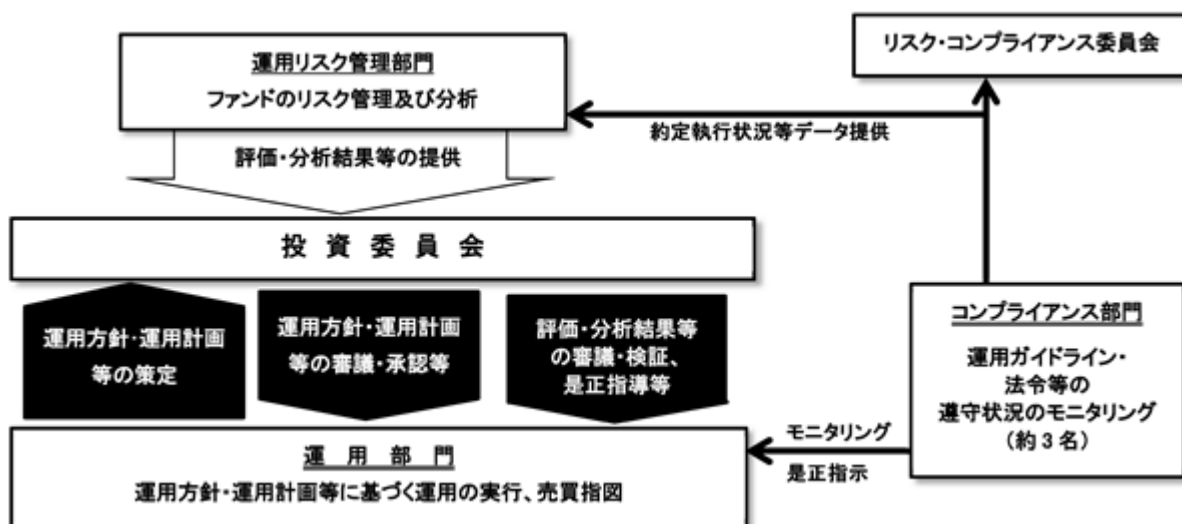 運用リスク管理部門
ファンドのリスク管理及び分析
リスク・コンプライアンス委員会
約定執行状況等データ提供
評価・分析結果等の提供
投 資 委 員 会
運用方針・運用計画
等の策定
運用方針・運用計画
等の審議・承認等
評価・分析結果等
の審議・検証、
是正指導等
コンプライアンス部門
運用ガイドライン・
法令等の
遵守状況のモニタリング
（約３名）
モニタリング
是正指示
運 用 部 門
運用方針・運用計画等に基づく運用の実行、売買指図